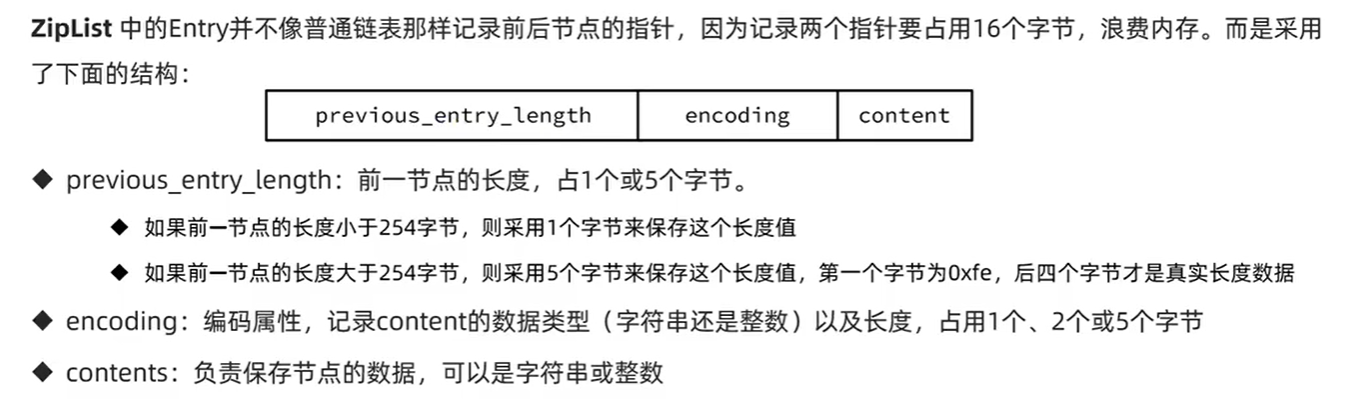 ZipList 中的Entry并不像普通链表那样记录前后节点的指针，因为记录两个指针要占用16个字节，浪费内存。而是采用
了下面的结构：
previous_entry_length encoding content
◆ previous_entry_length：前一节点的长度，占1个或5个字节。
◆ 如果前一节点的长度小于254字节，则采用1个字节来保存这个长度值
◆ 如果前一节点的长度大于254字节，则采用5个字节来保存这个长度值，第一个字节为0xfe，后四个字节才是真实长度数据
◆ encoding：编码属性，记录content的数据类型（字符串还是整数）以及长度，占用1个、2个或5个字节
◆ contents：负责保存节点的数据，可以是字符串或整数